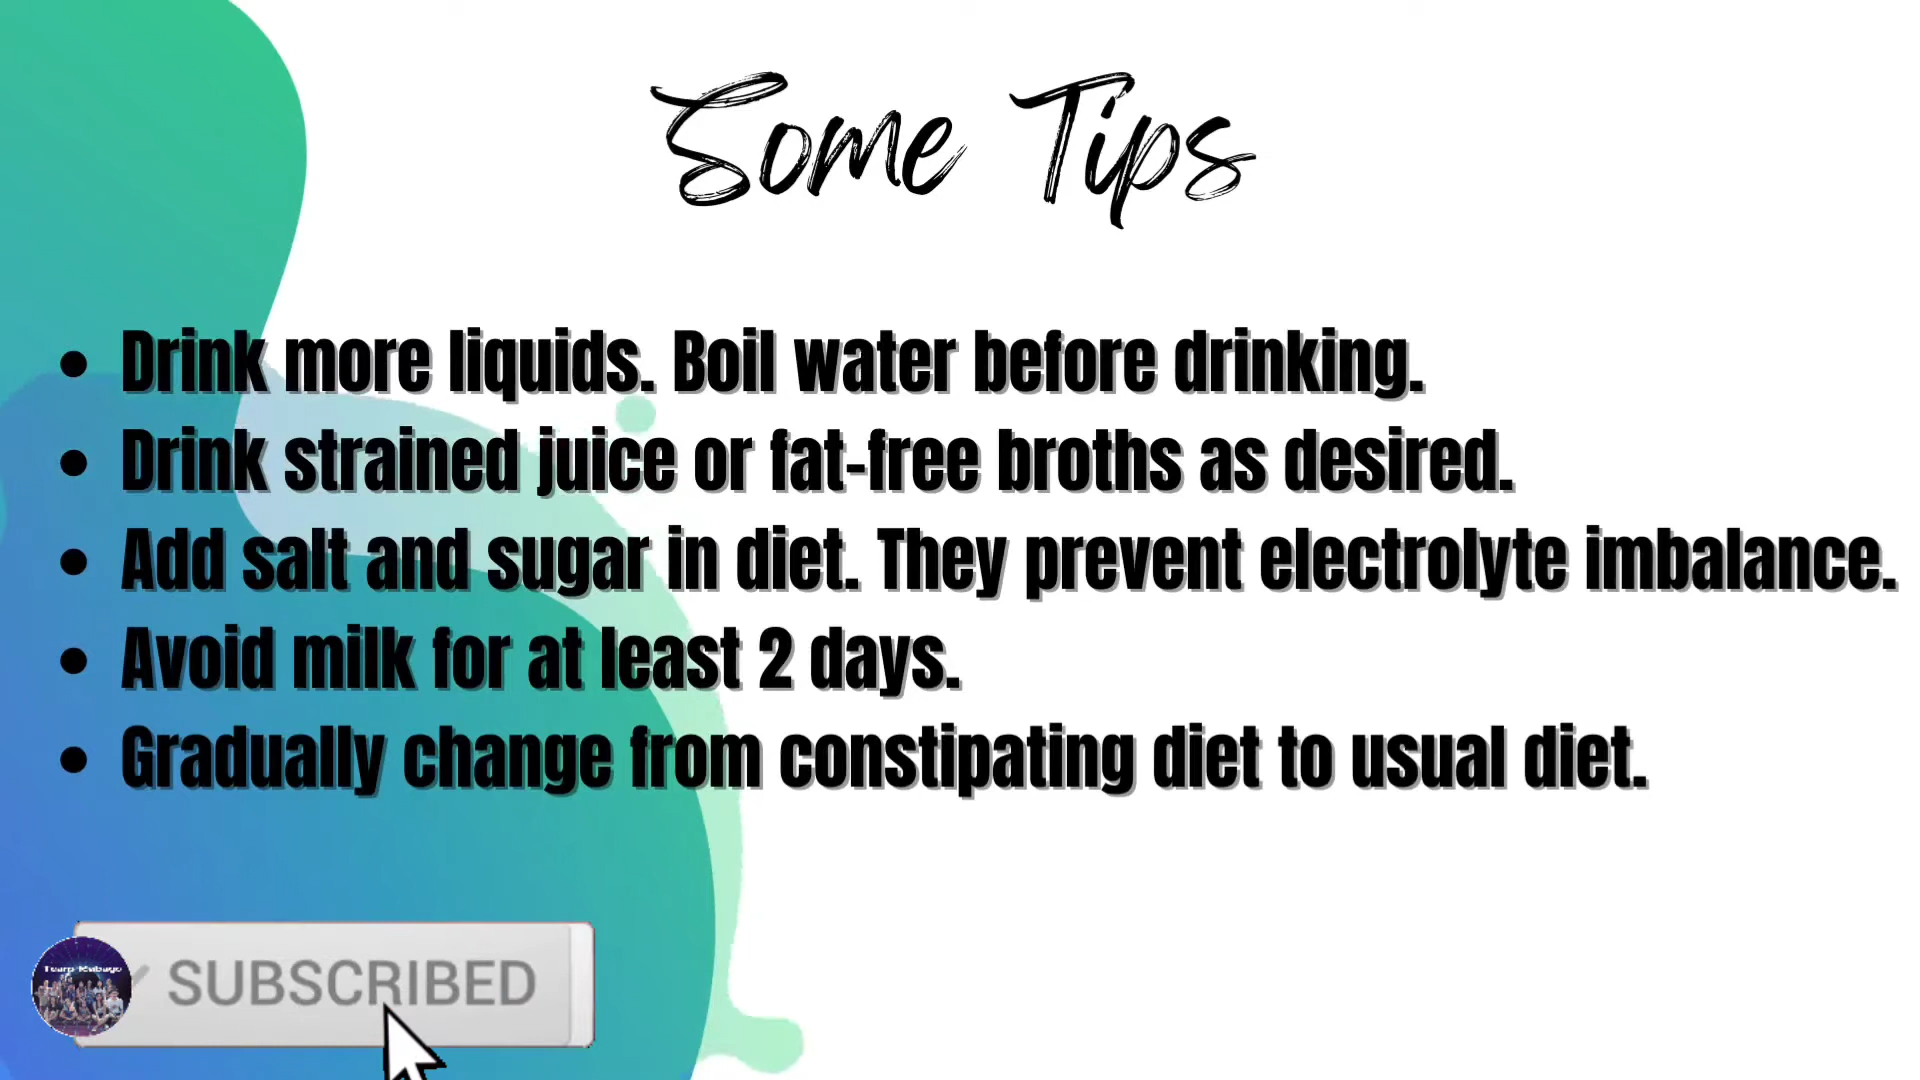 Some Tips
Drink more liquids. Boil water before drinking.
Drink strained juice or fat-free broths as desired.
Add salt and sugar in diet. They prevent electrolyte imbalance.
Avoid milk for at least 2 days.
Gradually change from constipating diet to usual diet.
SUBSCRIBED